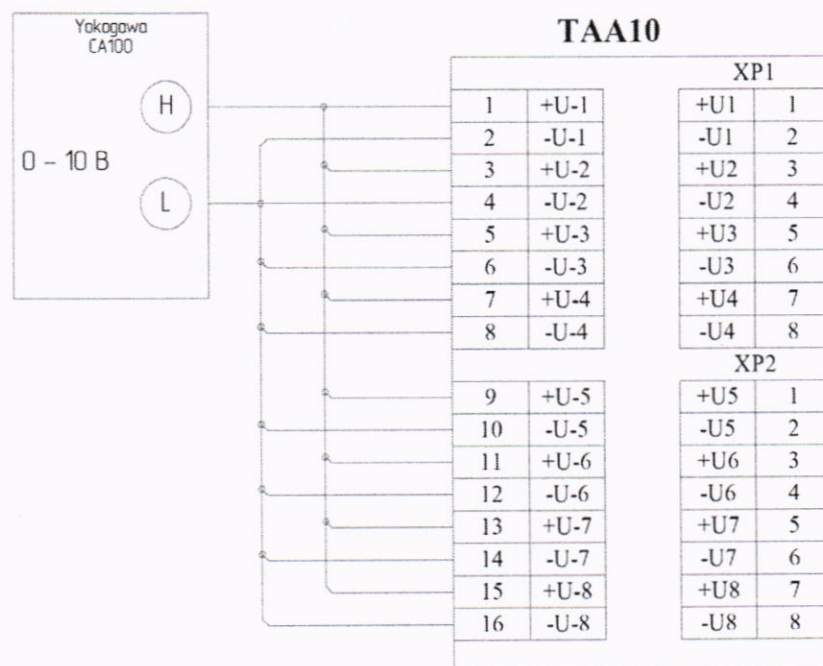 Yokogawa
CA100
H
0 – 10 В
L
TAA10
XP1
1 +U-1 +U1 1
2 -U-1 -U1 2
3 +U-2 +U2 3
4 -U-2 -U2 4
5 +U-3 +U3 5
6 -U-3 -U3 6
7 +U-4 +U4 7
8 -U-4 -U4 8
XP2
9 +U-5 +U5 1
10 -U-5 -U5 2
11 +U-6 +U6 3
12 -U-6 -U6 4
13 +U-7 +U7 5
14 -U-7 -U7 6
15 +U-8 +U8 7
16 -U-8 -U8 8